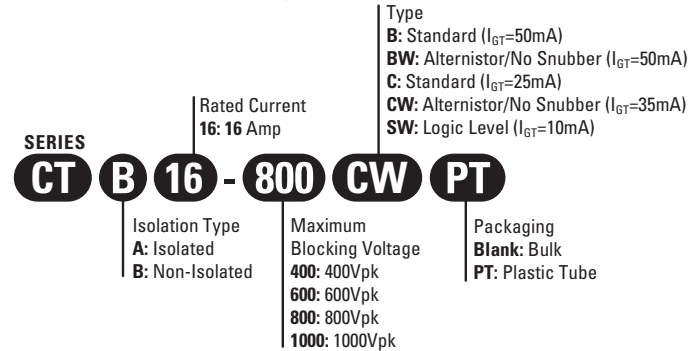 Type
B: Standard (IGT=50mA)
BW: Alternistor/No Snubber (IGT=50mA)
C: Standard (IGT=25mA)
CW: Alternistor/No Snubber (IGT=35mA)
SW: Logic Level (IGT=10mA)
Rated Current
16: 16 Amp
SERIES
CT B 16 - 800 CW PT
Isolation Type
A: Isolated
B: Non-Isolated
Maximum
Blocking Voltage
400: 400Vpk
600: 600Vpk
800: 800Vpk
1000: 1000Vpk
Packaging
Blank: Bulk
PT: Plastic Tube